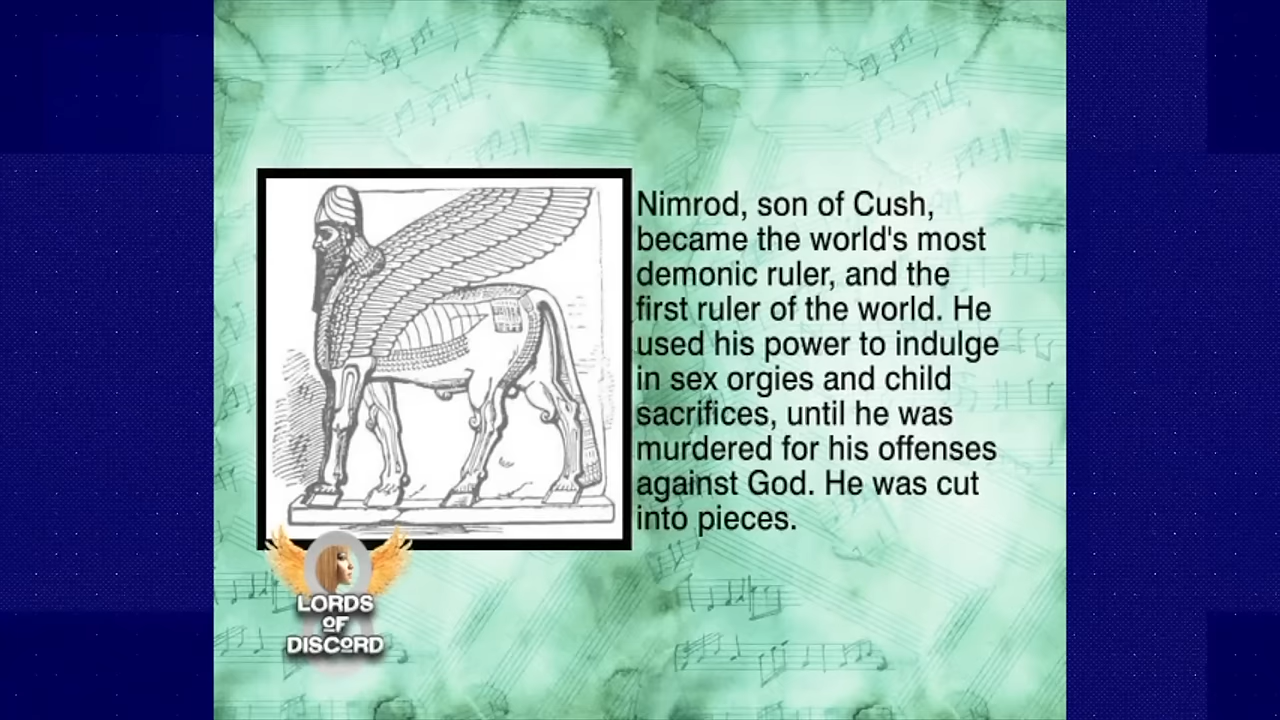 Nimrod, son of Cush,
became the world's most
demonic ruler, and the
first ruler of the world. He
used his power to indulge
in sex orgies and child
sacrifices, until he was
murdered for his offenses
against God. He was cut
into pieces.
LORDS
OF
DISCORD